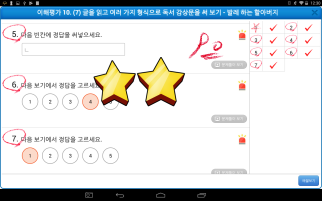 이해평가 10. (7) 글을 읽고 여러 가지 형식으로 독서 감상문을 써 보기 - 발레 하는 할아버지
5. 다음 빈칸에 정답을 써넣으세요.
6. 다음 보기에서 정답을 고르세요.
1 2 3 4 5
7. 다음 보기에서 정답을 고르세요.
1 2 3 4 5
2
3 4
5 6
7